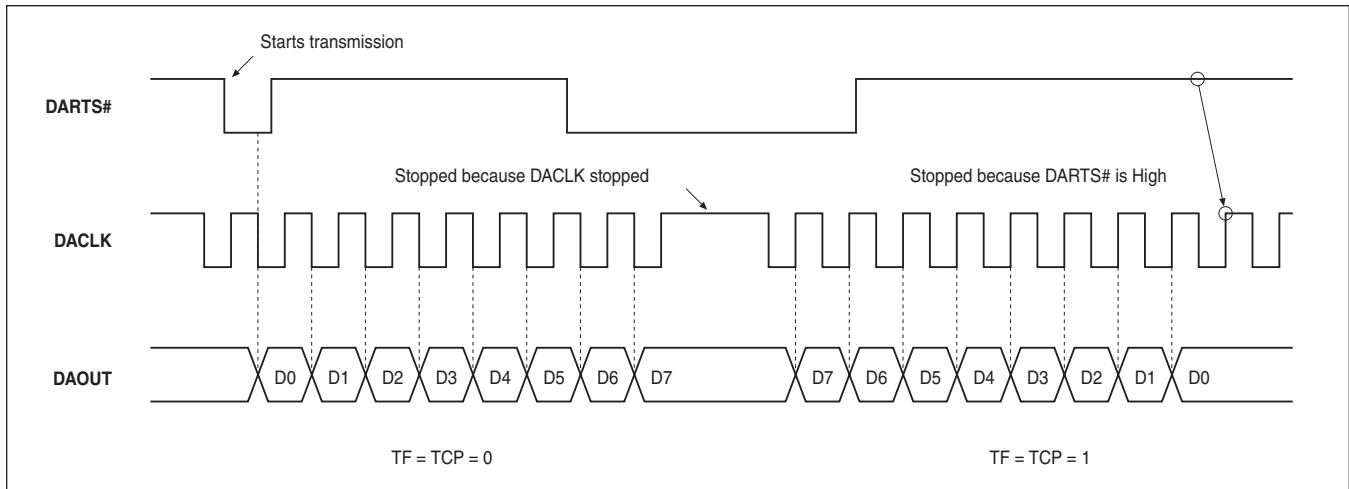 Starts transmission
DARTS#
Stopped because DACLK stopped
Stopped because DARTS# is High
DACLK
DAOUT
D0 D1 D2 D3 D4 D5 D6 D7 D7 D6 D5 D4 D3 D2 D1 D0
TF = TCP = 0
TF = TCP = 1